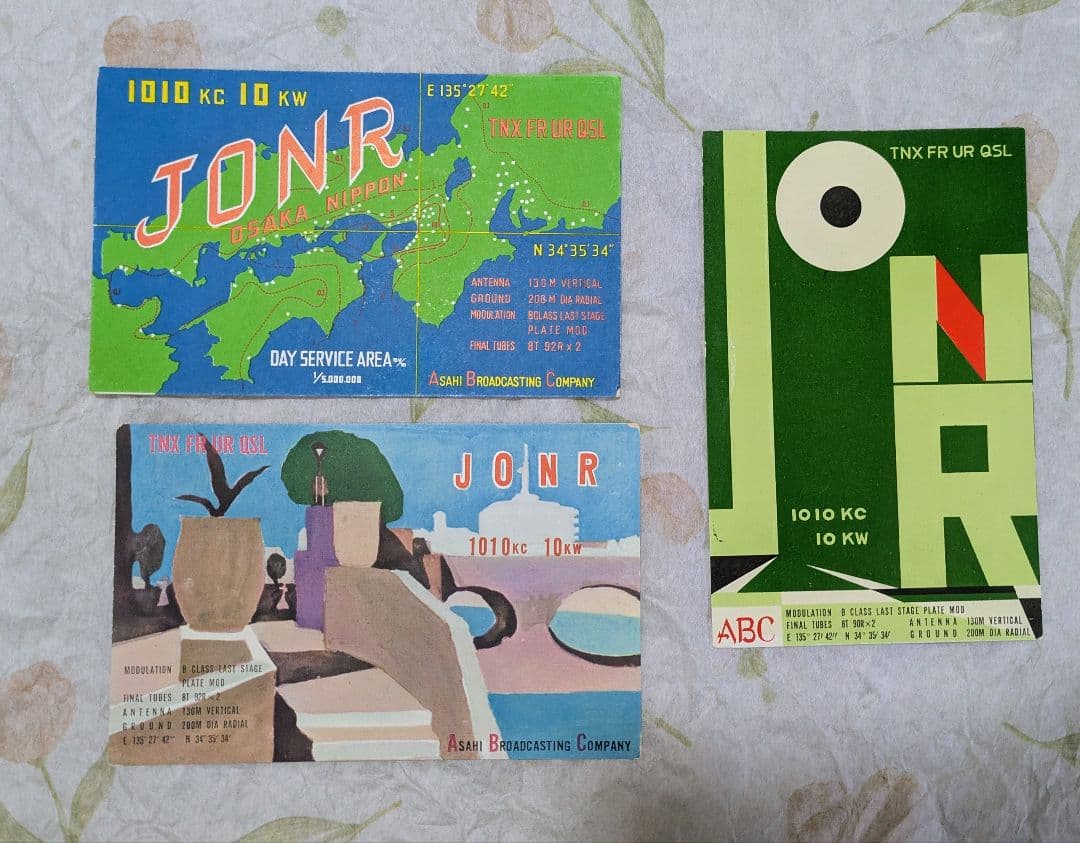 1010 KC 10 KW
JONR
OSAKA NIPPON
E 135°27'42"
TNX FR UR QSL
N 34°35'34"
ANTENNA 130M VERTICAL
GROUND 200M DIA RADIAL
MODULATION BCLASS LAST STAGE
PLATE MOD
FINAL TUBES 8T 92R x 2
DAY SERVICE AREA
1/5.000.000
ASAHI BROADCASTING COMPANY
TNX FR UR QSL
JONR
1010KC 10KW
MODULATION B CLASS LAST STAGE
PLATE MOD
FINAL TUBES 8T 92R × 2
ANTENNA 130M VERTICAL
GROUND 200M DIA RADIAL
E 135° 27' 42" N 34° 35' 34'
ASAHI BROADCASTING COMPANY
TNX FR UR QSL
JONR
1010 KC
10 KW
ABC
MODULATION B CLASS LAST STAGE PLATE MOD
FINAL TUBES 8T 90R×2 ANTENNA 130M VERTICAL
E 135° 27' 42" N 34° 35' 34' GROUND 200M DIA RADIAL